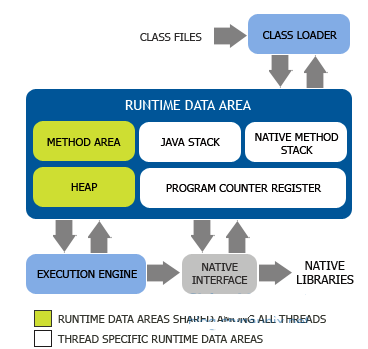 CLASS FILES
CLASS LOADER
RUNTIME DATA AREA
METHOD AREA
JAVA STACK
NATIVE METHOD
STACK
HEAP
PROGRAM COUNTER REGISTER
EXECUTION ENGINE
NATIVE
INTERFACE
NATIVE
LIBRARIES
RUNTIME DATA AREAS SHARED AMONG ALL THREADS
THREAD SPECIFIC RUNTIME DATA AREAS